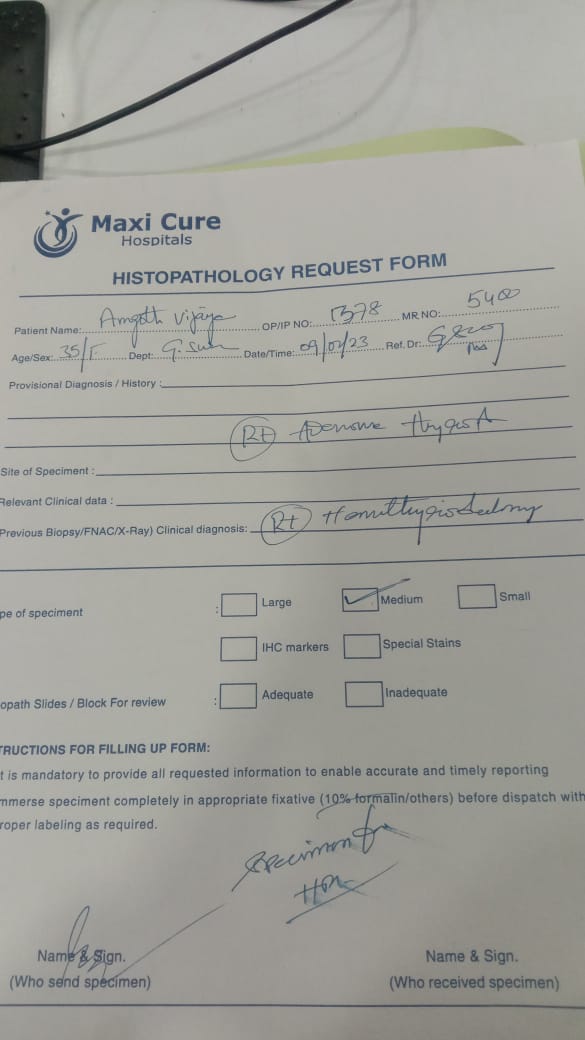 Maxi Cure
Hospitals
HISTOPATHOLOGY REQUEST FORM
Patient Name: Amgoth Vijaya OP/IP NO: 1378 MR NO: 5400
Age/Sex: 35/F Dept: G. Date/Time: 09/07/23 Ref. Dr:
Provisional Diagnosis / History :
Rt
Site of Speciment :
Relevant Clinical data :
Previous Biopsy/FNAC/X-Ray) Clinical diagnosis: Rt
pe of speciment : Large Medium Small
IHC markers Special Stains
opath Slides / Block For review : Adequate Inadequate
TRUCTIONS FOR FILLING UP FORM:
t is mandatory to provide all requested information to enable accurate and timely reporting
mmerse speciment completely in appropriate fixative (10% formalin/others) before dispatch with
roper labeling as required.
Specimen for
Name & Sign. Name & Sign.
(Who send specimen) (Who received specimen)